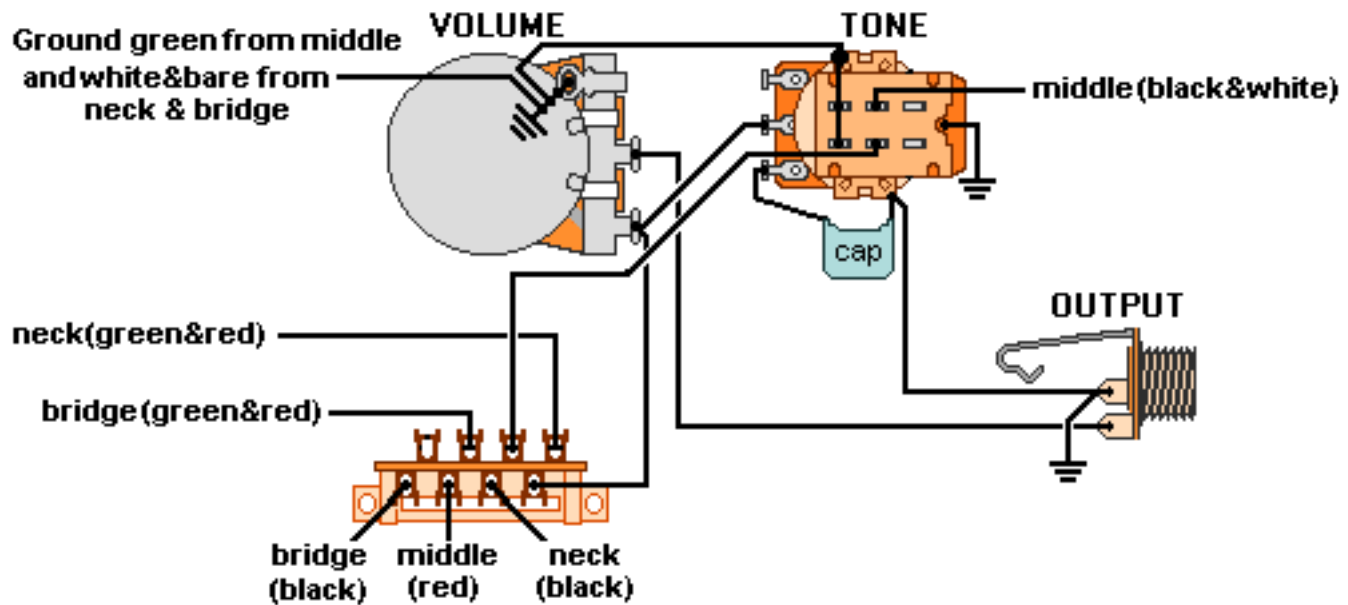 VOLUME
TONE
Ground green from middle
and white&bare from
neck & bridge
middle (black&white)
cap
OUTPUT
neck(green&red)
bridge (green&red)
bridge
(black)
middle
(red)
neck
(black)